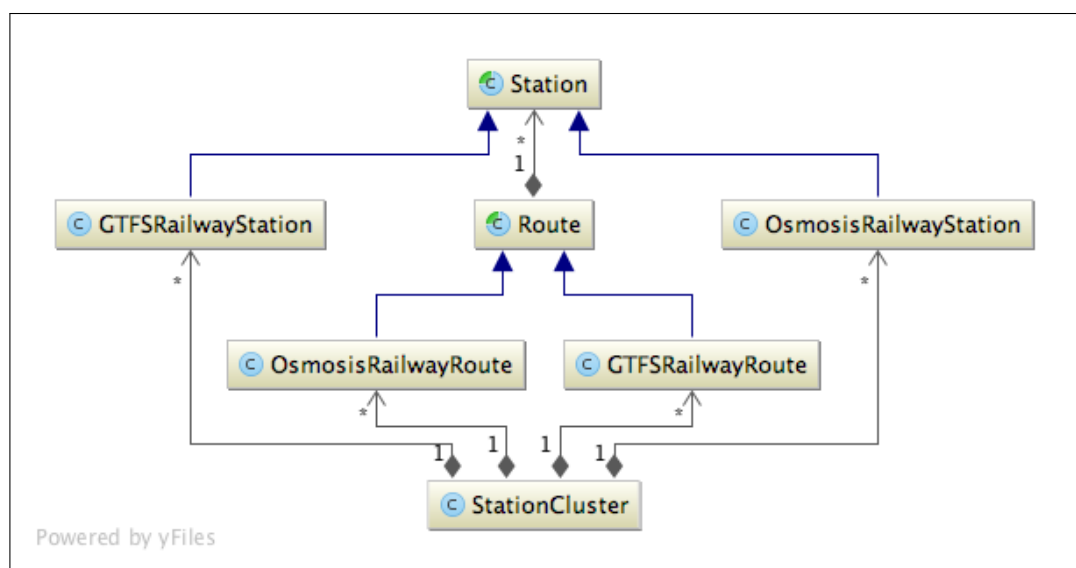 C Station
*
1
C GTFSRailwayStation
C Route
C OsmosisRailwayStation
*
*
C OsmosisRailwayRoute
C GTFSRailwayRoute
*
*
1
1
1
1
C StationCluster
Powered by yFiles